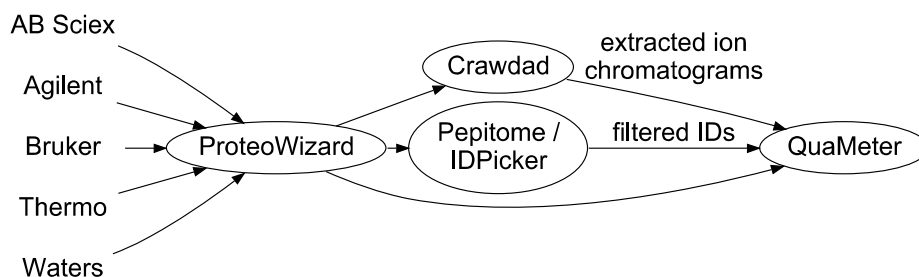 AB Sciex
Agilent
Bruker
Thermo
Waters
ProteoWizard
Crawdad
Pepitome /
IDPicker
extracted ion
chromatograms
filtered IDs
QuaMeter